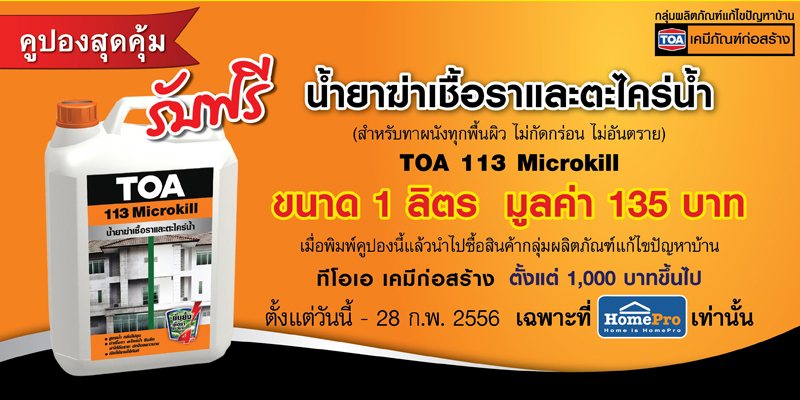 คูปองสุดคุ้ม
กลุ่มผลิตภัณฑ์แก้ไขปัญหาบ้าน
TOA เคมีภัณฑ์ก่อสร้าง
รับฟรี
น้ำยาฆ่าเชื้อราและตะไคร่น้ำ
(สำหรับทาผนังทุกพื้นผิว ไม่กัดกร่อน ไม่อันตราย)
TOA 113 Microkill
ขนาด 1 ลิตร มูลค่า 135 บาท
เมื่อพิมพ์คูปองนี้แล้วนำไปซื้อสินค้ากลุ่มผลิตภัณฑ์แก้ไขปัญหาบ้าน
ทีโอเอ เคมีก่อสร้าง ตั้งแต่ 1,000 บาทขึ้นไป
ตั้งแต่วันนี้ - 28 ก.พ. 2556 เฉพาะที่ HomePro เท่านั้น
Home is HomePro
TOA
113 Microkill
น้ำยาฆ่าเชื้อราและตะไคร่น้ำ